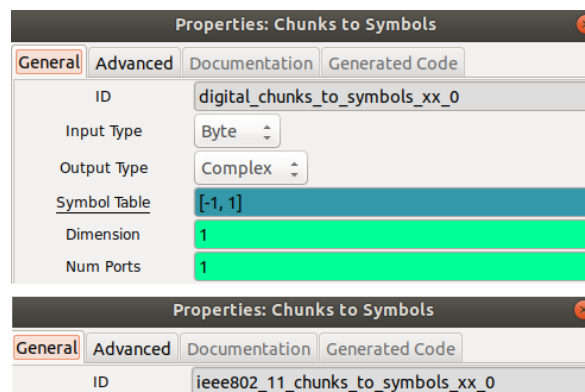 Properties: Chunks to Symbols
General Advanced Documentation Generated Code
ID digital_chunks_to_symbols_xx_0
Input Type Byte
Output Type Complex
Symbol Table [-1, 1]
Dimension 1
Num Ports 1
Properties: Chunks to Symbols
General Advanced Documentation Generated Code
ID ieee802_11_chunks_to_symbols_xx_0